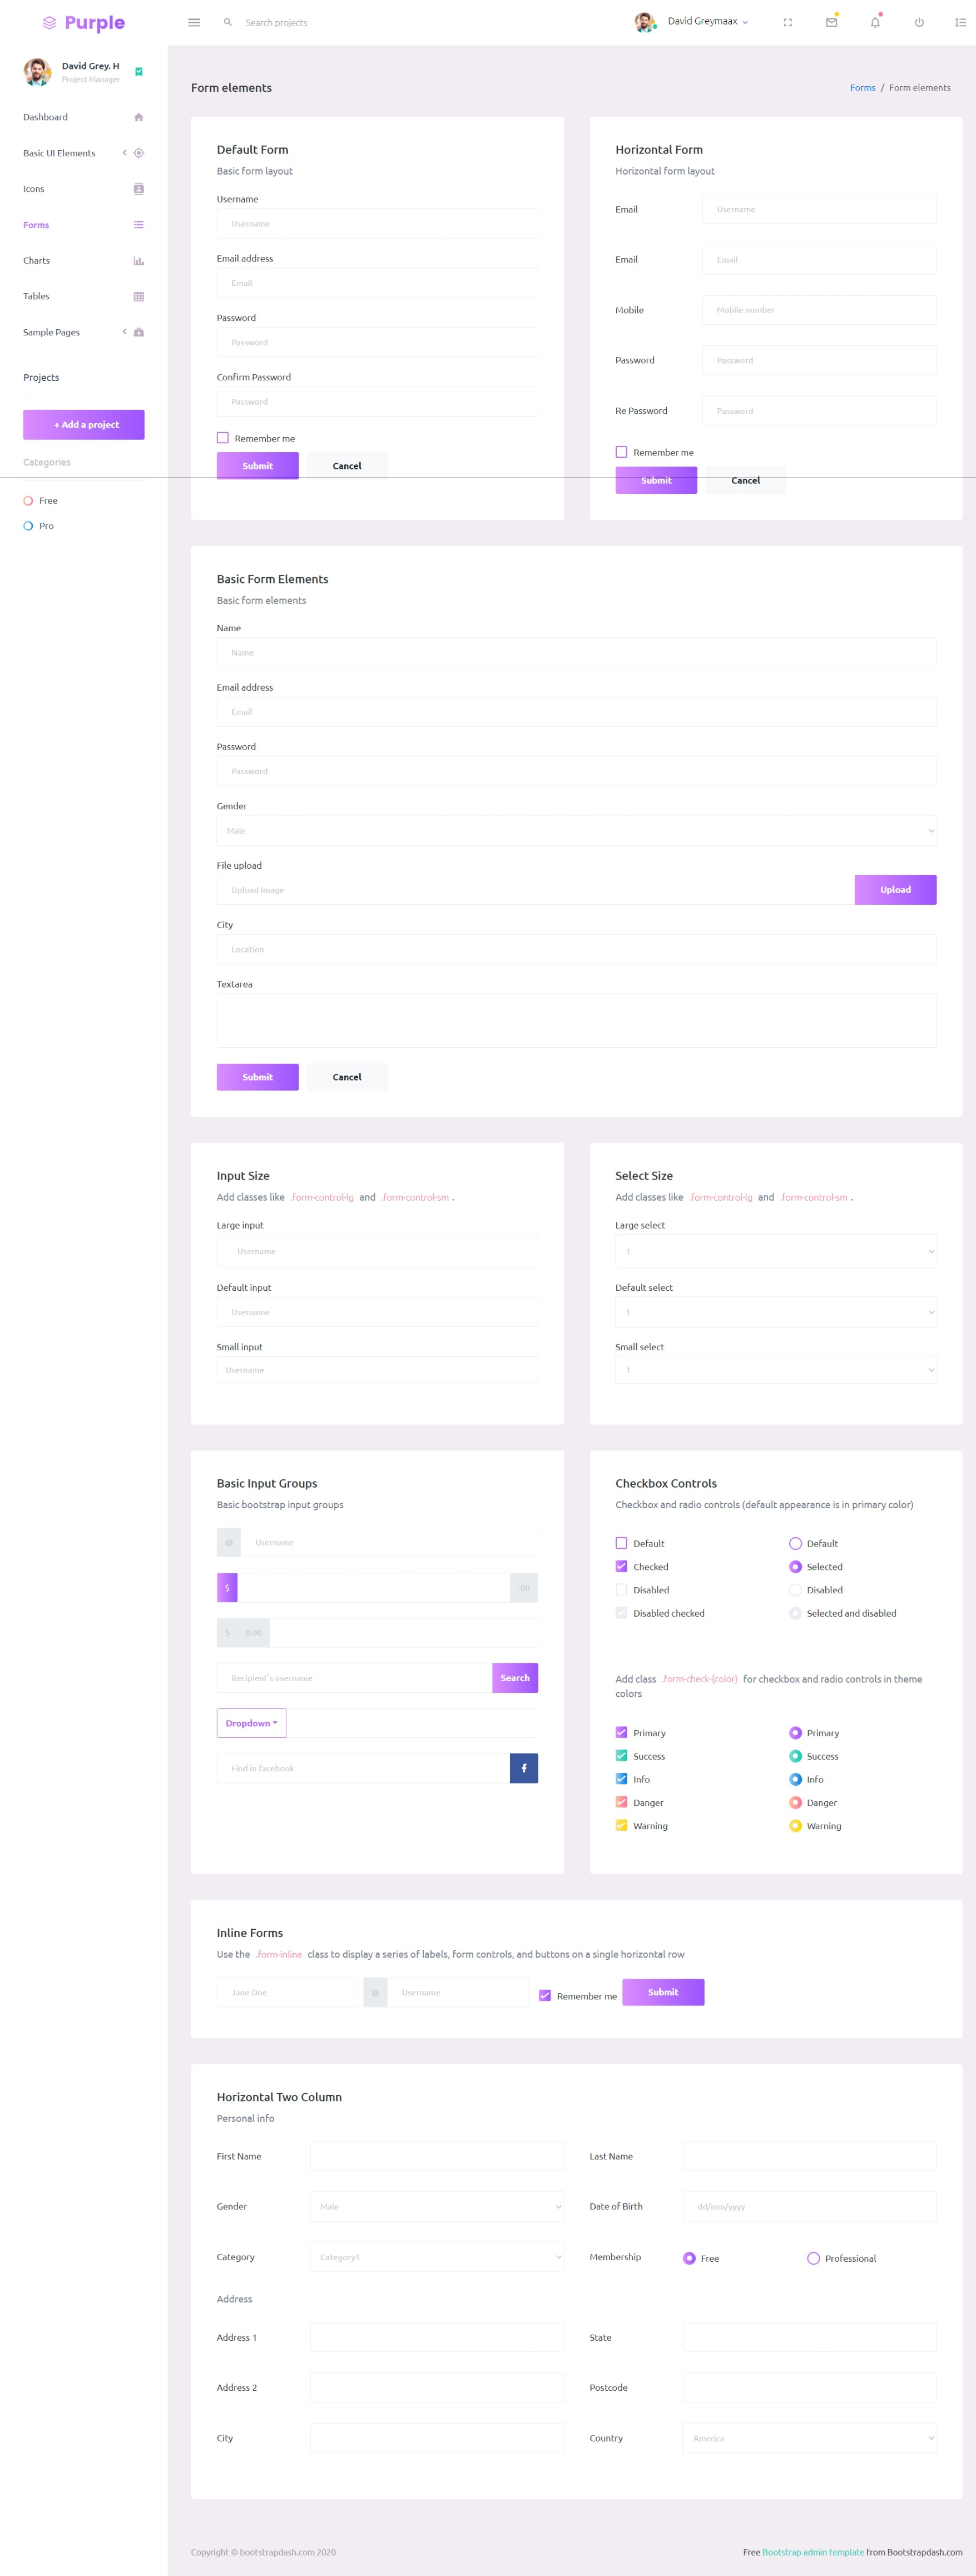 Purple
Search projects
David Greymaax
David Grey. H
Project Manager
Dashboard
Basic UI Elements
Icons
Forms
Charts
Tables
Sample Pages
Projects
+ Add a project
Categories
Free
Pro
Form elements
Forms / Form elements
Default Form
Basic form layout
Username
Username
Email address
Email
Password
Password
Confirm Password
Password
Remember me
Submit
Cancel
Horizontal Form
Horizontal form layout
Email
Username
Email
Email
Mobile
Mobile number
Password
Password
Re Password
Password
Remember me
Submit
Cancel
Basic Form Elements
Basic form elements
Name
Name
Email address
Email
Password
Password
Gender
Male
File upload
Upload Image
Upload
City
Location
Textarea
Submit
Cancel
Input Size
Add classes like .form-control-lg and .form-control-sm .
Large input
Username
Default input
Username
Small input
Username
Select Size
Add classes like .form-control-lg and .form-control-sm .
Large select
1
Default select
1
Small select
1
Basic Input Groups
Basic bootstrap input groups
@ Username
$ .00
$ 0.00
Recipient's username
Search
Dropdown
Find in facebook
Checkbox Controls
Checkbox and radio controls (default appearance is in primary color)
Default
Default
Checked
Selected
Disabled
Disabled
Disabled checked
Selected and disabled
Add class .form-check-{color} for checkbox and radio controls in theme
colors
Primary
Primary
Success
Success
Info
Info
Danger
Danger
Warning
Warning
Inline Forms
Use the .form-inline class to display a series of labels, form controls, and buttons on a single horizontal row
Jane Doe
@ Username
Remember me
Submit
Horizontal Two Column
Personal info
First Name
Last Name
Gender
Male
Date of Birth
dd/mm/yyyy
Category
Category1
Membership
Free
Professional
Address
Address 1
State
Address 2
Postcode
City
Country
America
Copyright © bootstrapdash.com 2020
Free Bootstrap admin template from Bootstrapdash.com